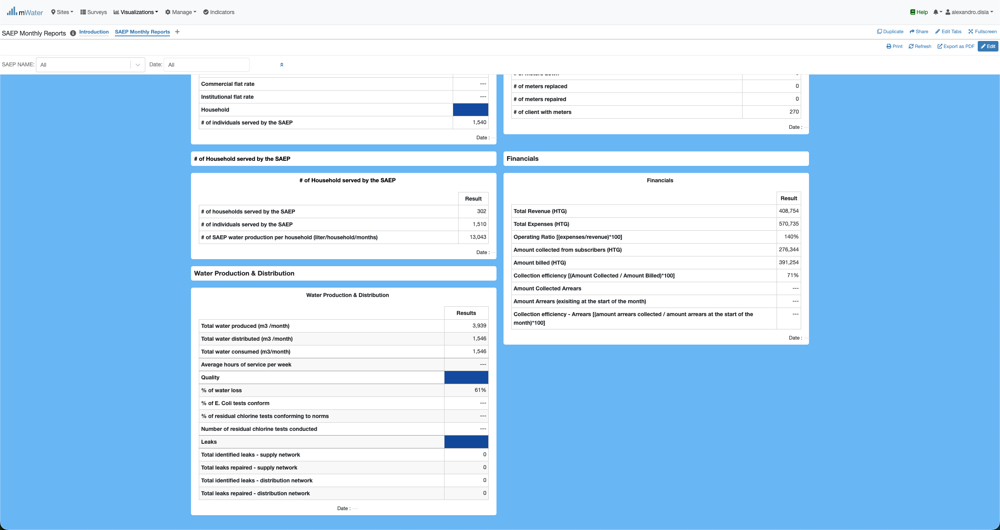 mWater Sites Surveys Visualizations Manage Indicators Help alexandro.disla
SAEP Monthly Reports Introduction SAEP Monthly Reports + Duplicate Share Edit Tabs Fullscreen
Print Refresh Export as PDF Edit
SAEP NAME: All Date: All
Commercial flat rate ---
Institutional flat rate ---
Household
# of individuals served by the SAEP 1,540
Date : ---
# of meters down
# of meters replaced 0
# of meters repaired 0
# of client with meters 270
Date : ---
# of Household served by the SAEP
# of Household served by the SAEP
Result
# of households served by the SAEP 302
# of individuals served by the SAEP 1,510
# of SAEP water production per household (liter/household/months) 13,043
Date : ---
Water Production & Distribution
Water Production & Distribution
Results
Total water produced (m3 /month) 3,939
Total water distributed (m3 /month) 1,546
Total water consumed (m3/month) 1,546
Average hours of service per week ---
Quality
% of water loss 61%
% of E. Coli tests conform ---
% of residual chlorine tests conforming to norms ---
Number of residual chlorine tests conducted ---
Leaks
Total identified leaks - supply network 0
Total leaks repaired - supply network 0
Total identified leaks - distribution network 0
Total leaks repaired - distribution network 0
Date : ---
Financials
Financials
Result
Total Revenue (HTG) 408,754
Total Expenses (HTG) 570,735
Operating Ratio [(expenses/revenue)*100] 140%
Amount collected from subscribers (HTG) 276,344
Amount billed (HTG) 391,254
Collection efficiency [(Amount Collected / Amount Billed)*100] 71%
Amount Collected Arrears ---
Amount Arrears (exisiting at the start of the month) ---
Collection efficiency - Arrears [(amount arrears collected / amount arrears at the start of the ---
month)*100]
Date : ---